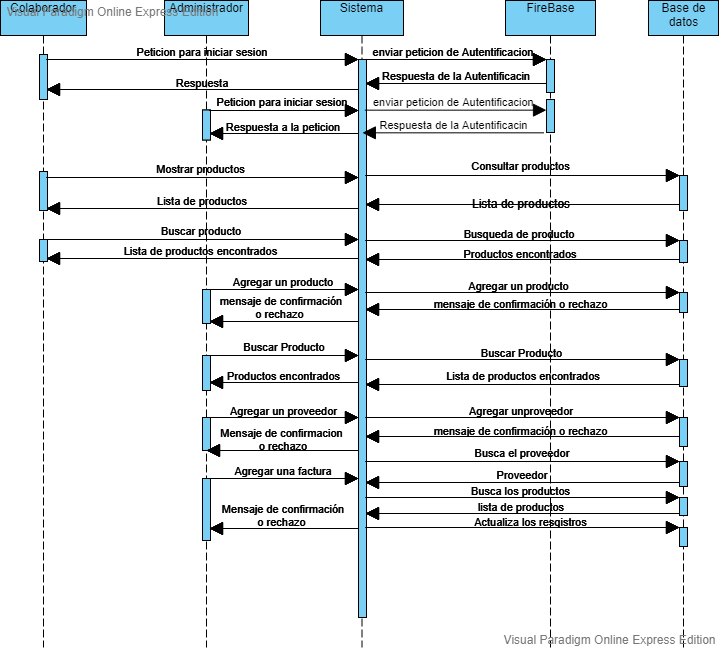 Colaborador
Visual Paradigm Online Express Edition
Administrador
Sistema
FireBase
Base de
datos
Peticion para iniciar sesion
enviar peticion de Autentificacion
Respuesta de la Autentificacin
Respuesta
Peticion para iniciar sesion
enviar peticion de Autentificacion
Respuesta a la peticion
Respuesta de la Autentificacin
Mostrar productos
Consultar productos
Lista de productos
Lista de productos
Buscar producto
Busqueda de producto
Lista de productos encontrados
Productos encontrados
Agregar un producto
Agregar un producto
mensaje de confirmación
o rechazo
mensaje de confirmación o rechazo
Buscar Producto
Buscar Producto
Productos encontrados
Lista de productos encontrados
Agregar un proveedor
Agregar unproveedor
Mensaje de confirmacion
o rechazo
mensaje de confirmación o rechazo
Busca el proveedor
Agregar una factura
Proveedor
Busca los productos
Mensaje de confirmación
o rechazo
lista de productos
Actualiza los resgistros
Visual Paradigm Online Express Edition